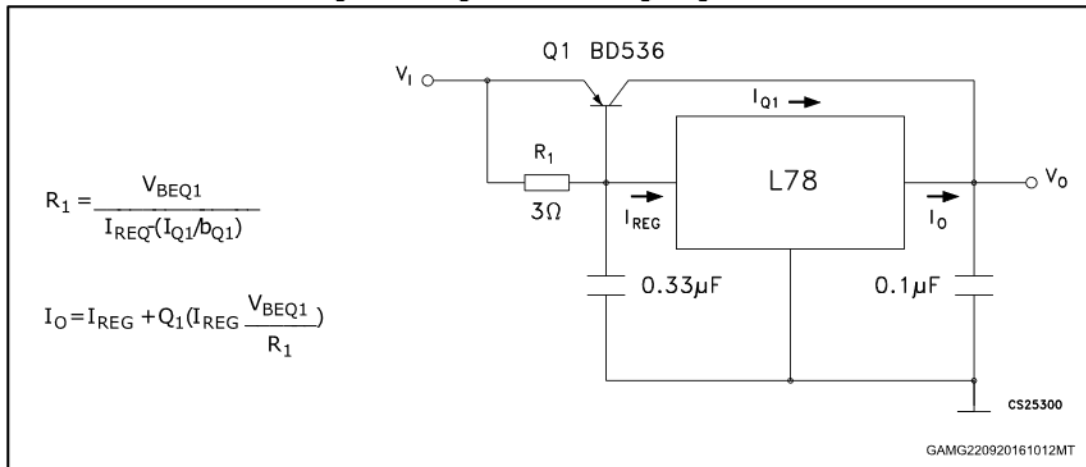 Q1 BD536
V_I
I_Q1
R_1
3Ω
I_REG
L78
I_O
V_O
0.33µF
0.1µF
R_1 = V_BEQ1 / I_REQ-(I_Q1/b_Q1)
I_O=I_REG +Q_1(I_REG V_BEQ1 / R_1)
CS25300
GAMG220920161012MT